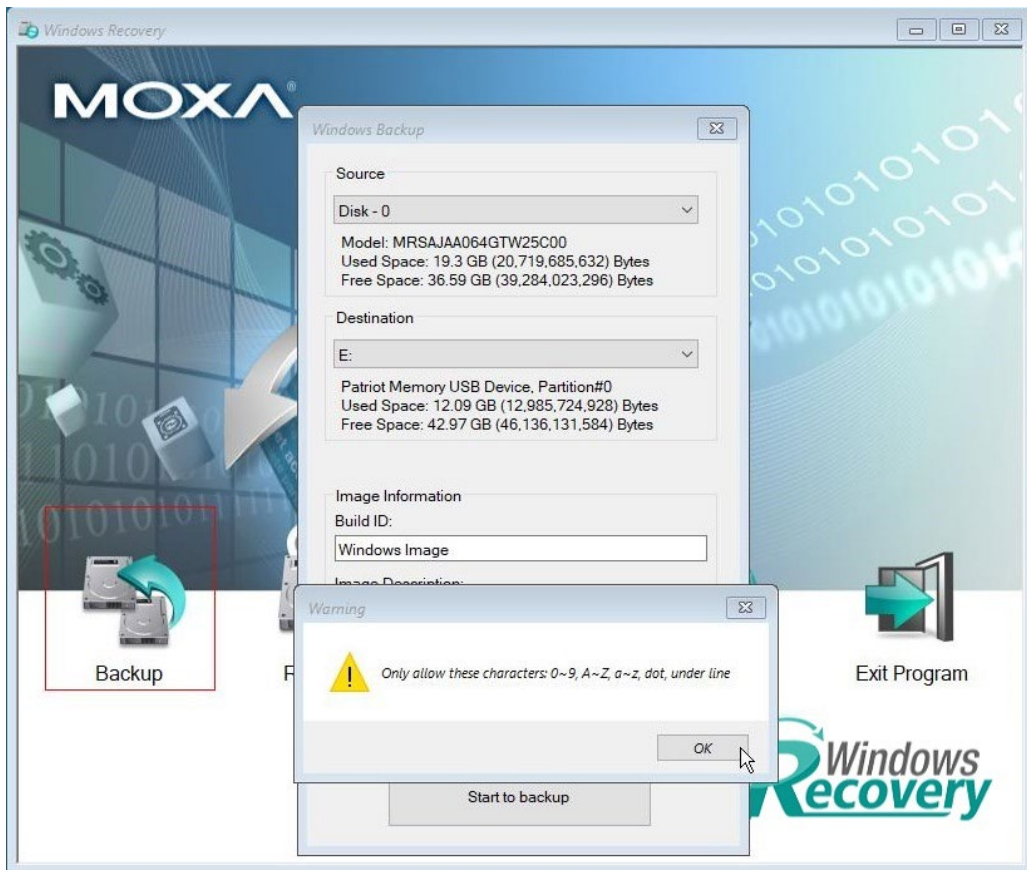 Windows Recovery
MOXA®
Windows Backup
Source
Disk - 0
Model: MRSAJAA064GTW25C00
Used Space: 19.3 GB (20,719,685,632) Bytes
Free Space: 36.59 GB (39,284,023,296) Bytes
Destination
E:
Patriot Memory USB Device, Partition#0
Used Space: 12.09 GB (12,985,724,928) Bytes
Free Space: 42.97 GB (46,136,131,584) Bytes
Image Information
Build ID:
Windows Image
Image Description:
Warning
Only allow these characters: 0~9, A~Z, a~z, dot, under line
OK
Backup
Exit Program
Start to backup
Windows
Recovery